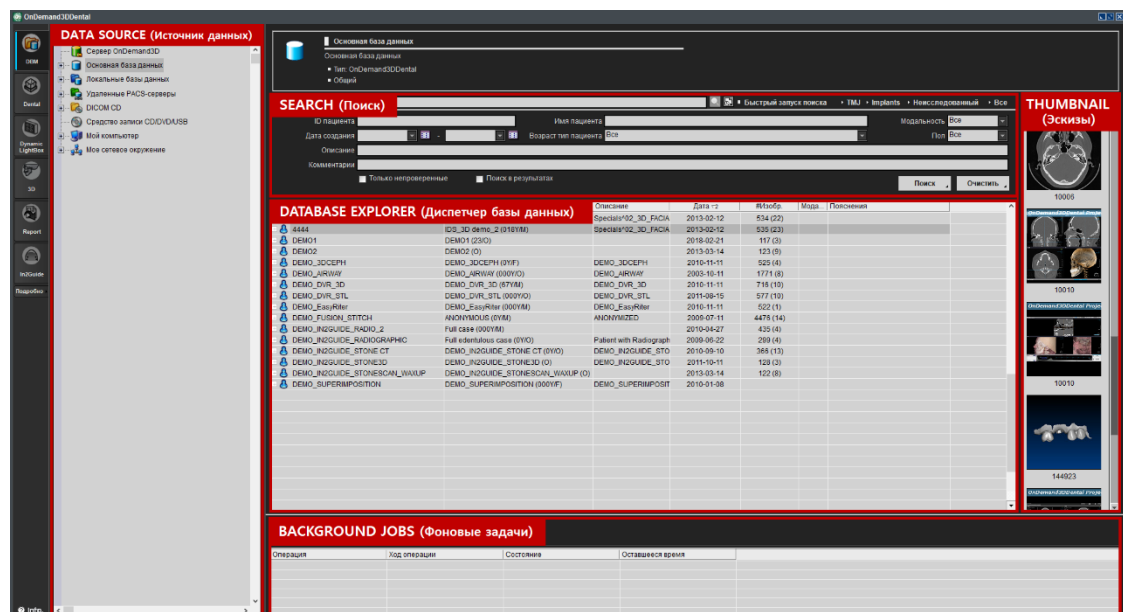 OnDemand3DDental
DBM
Dental
Dynamic
LightBox
3D
Report
In2Guide
Подробно
Info.
DATA SOURCE (Источник данных)
Сервер OnDemand3D
Основная база данных
Локальные базы данных
Удаленные PACS-серверы
DICOM CD
Средство записи CD/DVD/USB
Мой компьютер
Мое сетевое окружение
Основная база данных
Основная база данных
Тип: OnDemand3DDental
Общий
SEARCH (Поиск)
Быстрый запуск поиска TMJ Implants Неисследованный Все
ID пациента Имя пациента Модальность Все
Дата создания - Возраст тип пациента Все Пол Все
Описание
Комментарии
Только непроверенные Поиск в результатах
Поиск Очистить
DATABASE EXPLORER (Диспетчер базы данных)
Описание Дата #Изобр. Мода... Пояснения
Specials^02_3D_FACIA 2013-02-12 534 (22)
4444 IDS_3D demo_2 (018Y/M) Specials^02_3D_FACIA 2013-02-12 535 (23)
DEMO1 DEMO1 (23/O) 2018-02-21 117 (3)
DEMO2 DEMO2 (O) 2013-03-14 123 (9)
DEMO_3DCEPH DEMO_3DCEPH (0Y/F) DEMO_3DCEPH 2010-11-11 525 (4)
DEMO_AIRWAY DEMO_AIRWAY (000Y/O) DEMO_AIRWAY 2003-10-11 1771 (8)
DEMO_DVR_3D DEMO_DVR_3D (67Y/M) DEMO_DVR_3D 2010-11-11 716 (10)
DEMO_DVR_STL DEMO_DVR_STL (000Y/O) DEMO_DVR_STL 2011-08-15 577 (10)
DEMO_EasyRiter DEMO_EasyRiter (000Y/M) DEMO_EasyRiter 2010-11-11 522 (1)
DEMO_FUSION_STITCH ANONYMOUS (0Y/M) ANONYMIZED 2009-07-11 4476 (14)
DEMO_IN2GUIDE_RADIO_2 Full case (000Y/M) 2010-04-27 435 (4)
DEMO_IN2GUIDE_RADIOGRAPHIC Full edentulous case (0Y/O) Patient with Radiograph 2009-06-22 299 (4)
DEMO_IN2GUIDE_STONE CT DEMO_IN2GUIDE_STONE CT (0Y/O) DEMO_IN2GUIDE_STO 2010-09-10 366 (13)
DEMO_IN2GUIDE_STONE3D DEMO_IN2GUIDE_STONE3D (O) DEMO_IN2GUIDE_STO 2011-10-11 128 (3)
DEMO_IN2GUIDE_STONESCAN_WAXUP DEMO_IN2GUIDE_STONESCAN_WAXUP (O) 2013-03-14 122 (8)
DEMO_SUPERIMPOSITION DEMO_SUPERIMPOSITION (000Y/F) DEMO_SUPERIMPOSIT 2010-01-08
THUMBNAIL
(Эскизы)
10006
OnDemand3DDental Proje
10010
OnDemand3DDental Proje
10010
144923
OnDemand3DDental Proje
BACKGROUND JOBS (Фоновые задачи)
Операция Ход операции Состояние Оставшееся время